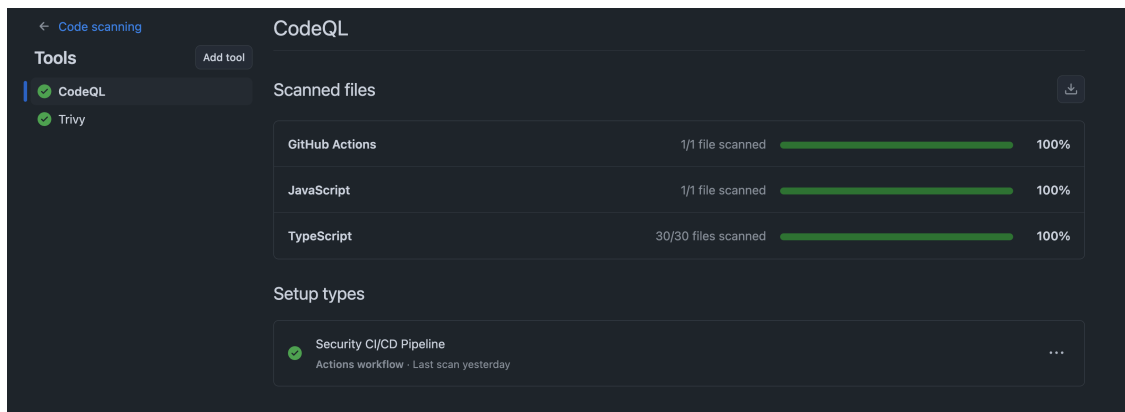 Code scanning
Tools
Add tool
CodeQL
Trivy
CodeQL
Scanned files
GitHub Actions 1/1 file scanned 100%
JavaScript 1/1 file scanned 100%
TypeScript 30/30 files scanned 100%
Setup types
Security CI/CD Pipeline
Actions workflow · Last scan yesterday